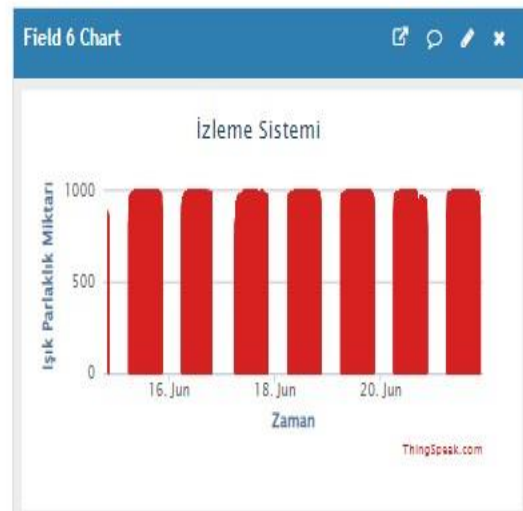 Field 6 Chart
İzleme Sistemi
Işık Parlaklık Miktarı
1000
500
0
16. Jun
18. Jun
20. Jun
Zaman
ThingSpeak.com